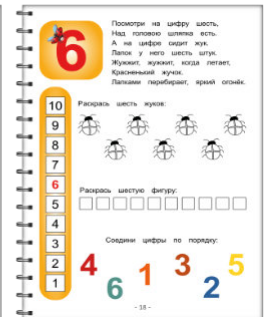 6
Посмотри на цифру шесть,
Над головою шляпка есть.
А на цифре сидит жук.
Лапок у него шесть штук.
Жужжит, жужжит, когда летает,
Красненький жучок.
Лапками перебирает, яркий огонёк.
10
9
8
7
6
5
4
3
2
1
Раскрась шесть жуков:
Раскрась шестую фигуру:
Соедини цифры по порядку:
4 6 1 3 2 5
- 18 -